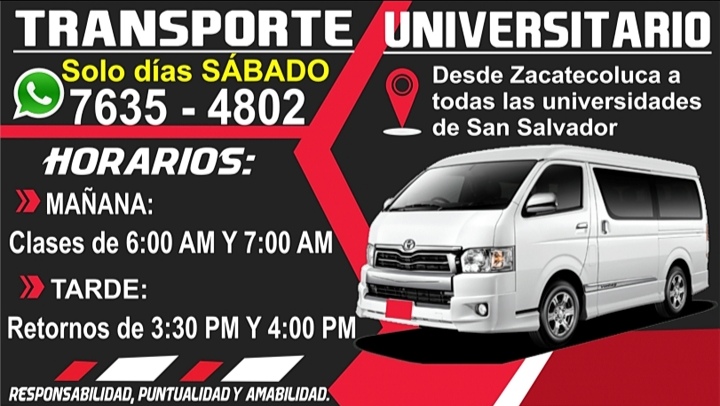 TRANSPORTE UNIVERSITARIO
Solo días SÁBADO
7635 - 4802
Desde Zacatecoluca a
todas las universidades
de San Salvador
HORARIOS:
MAÑANA:
Clases de 6:00 AM Y 7:00 AM
TARDE:
Retornos de 3:30 PM Y 4:00 PM
RESPONSABILIDAD, PUNTUALIDAD Y AMABILIDAD.